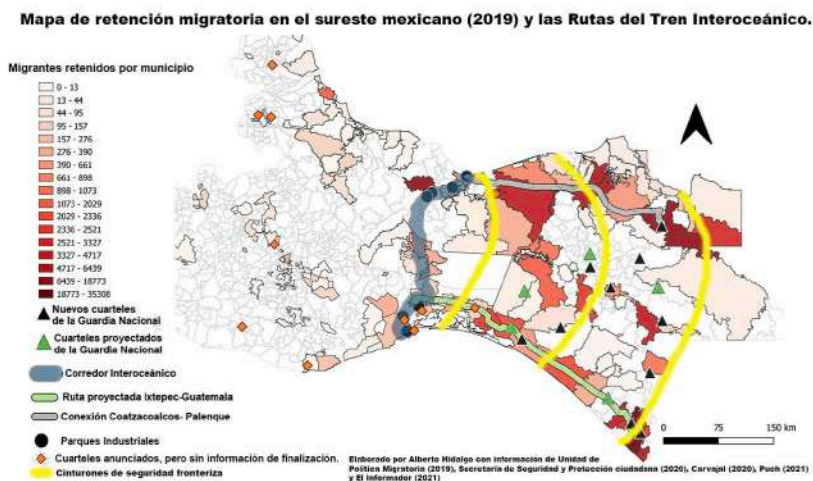 Mapa de retención migratoria en el sureste mexicano (2019) y las Rutas del Tren Interoceánico.
Migrantes retenidos por municipio
0 - 13
13 - 44
44 - 95
95 - 157
157 - 276
276 - 390
390 - 661
661 - 898
898 - 1073
1073 - 2029
2029 - 2336
2336 - 2521
2521 - 3327
3327 - 4717
4717 - 6439
6439 - 18773
18773 - 35308
Nuevos cuarteles
de la Guardia Nacional
Cuarteles proyectados
de la Guardia Nacional
Corredor Interoceánico
Ruta proyectada Ixtepec-Guatemala
Conexión Coatzacoalcos- Palenque
Parques Industriales
Cuarteles anunciados, pero sin información de finalización.
Cinturones de seguridad fronteriza
0 75 150 km
Elaborado por Alberto Hidalgo con información de Unidad de
Política Migratoria (2019), Secretaría de Seguridad y Protección ciudadana (2020), Carvajal (2020), Puch (2021)
y El Informador (2021)